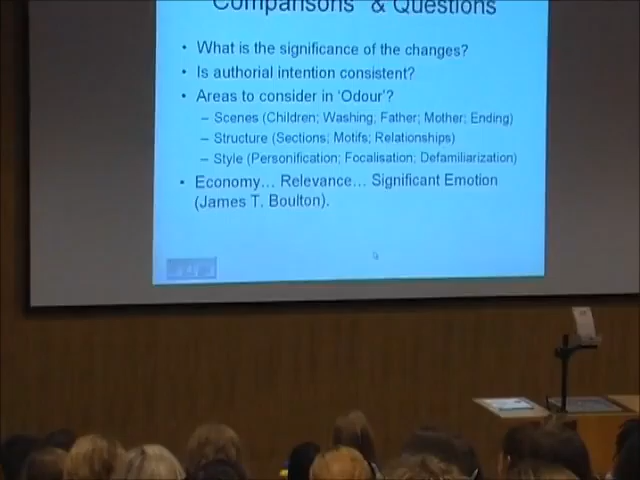 Comparisons & Questions
• What is the significance of the changes?
• Is authorial intention consistent?
• Areas to consider in 'Odour'?
– Scenes (Children; Washing; Father; Mother; Ending)
– Structure (Sections; Motifs; Relationships)
– Style (Personification; Focalisation; Defamiliarization)
• Economy… Relevance… Significant Emotion
(James T. Boulton).